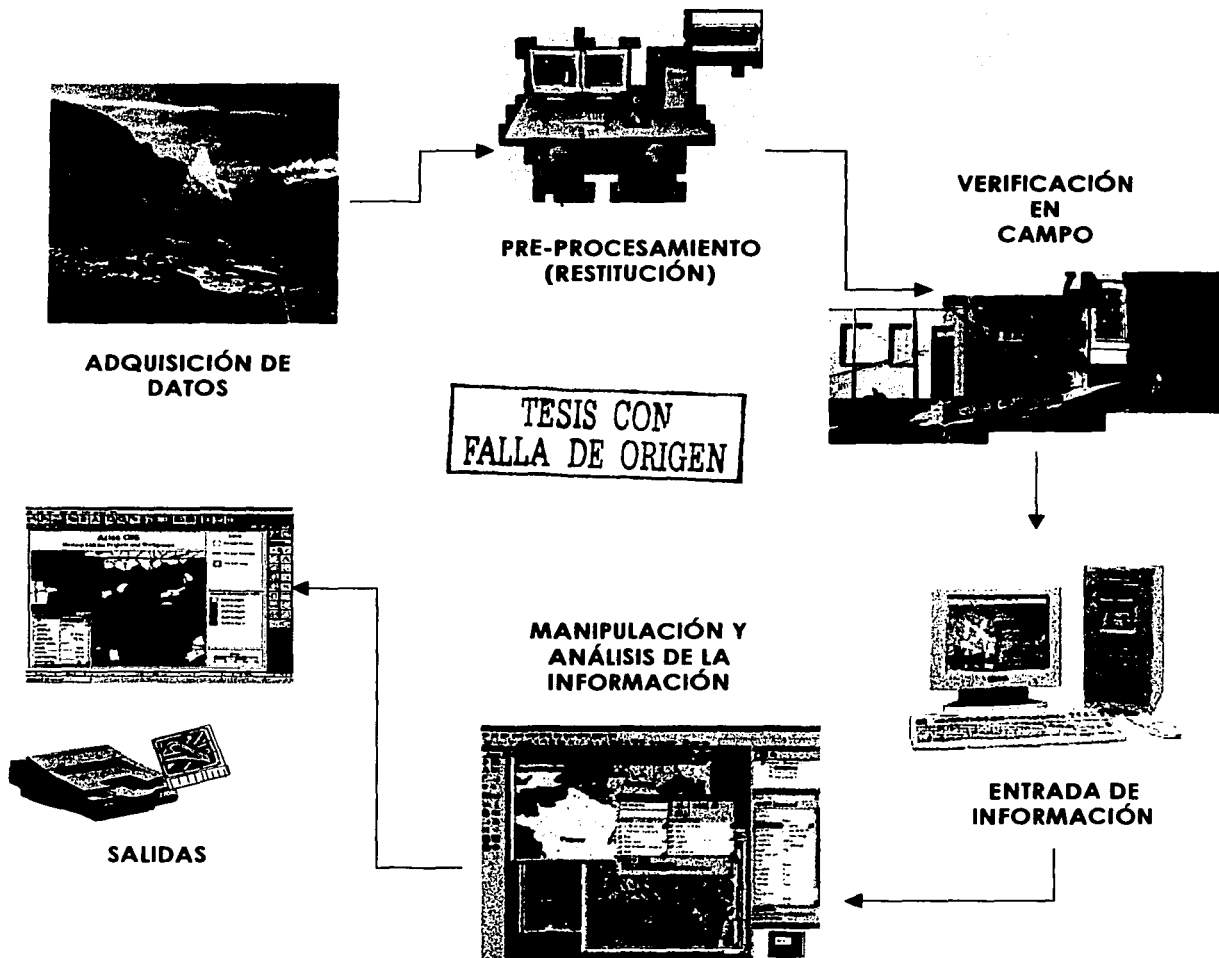 PRE-PROCESAMIENTO
(RESTITUCIÓN)
VERIFICACIÓN
EN
CAMPO
ADQUISICIÓN DE
DATOS
TESIS CON
FALLA DE ORIGEN
MANIPULACIÓN Y
ANÁLISIS DE LA
INFORMACIÓN
ENTRADA DE
INFORMACIÓN
SALIDAS